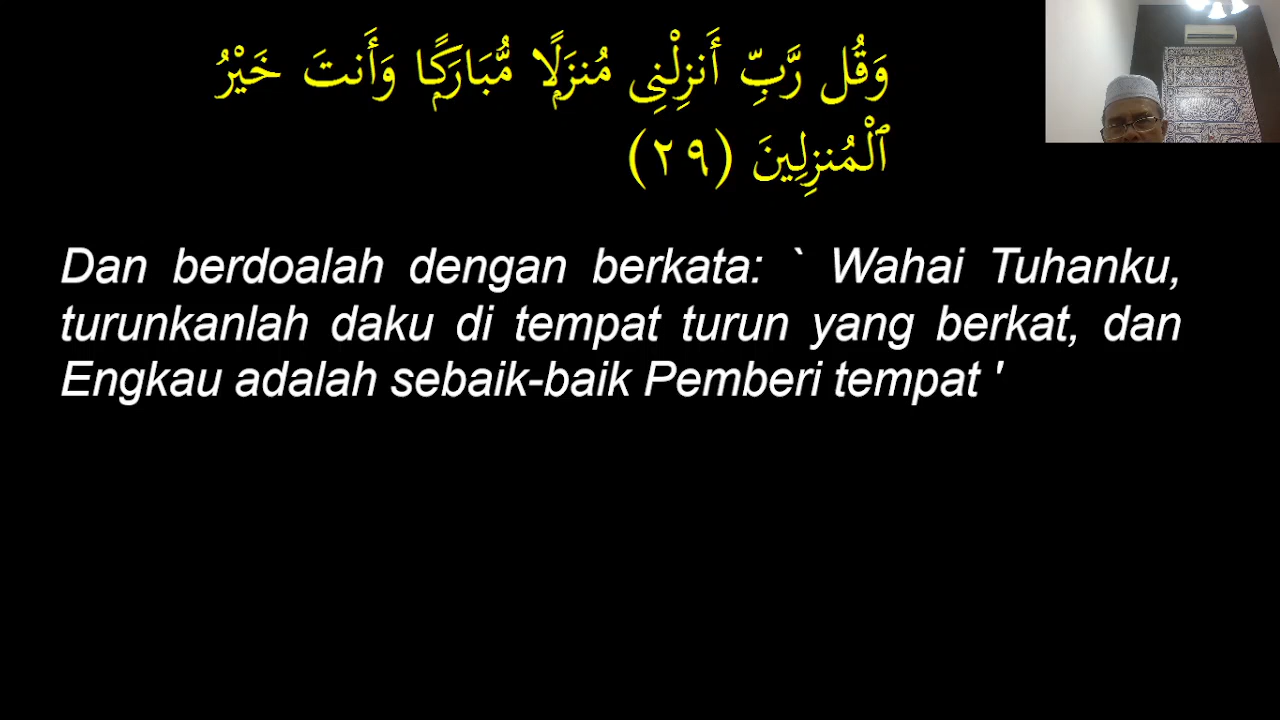 وَقُل رَّبِّ أَنزِلْنِى مُنزَلًا مُّبَارَكًا وَأَنتَ خَيْرُ
ٱلْمُنزِلِينَ (٢٩)
Dan berdoalah dengan berkata: ` Wahai Tuhanku,
turunkanlah daku di tempat turun yang berkat, dan
Engkau adalah sebaik-baik Pemberi tempat '